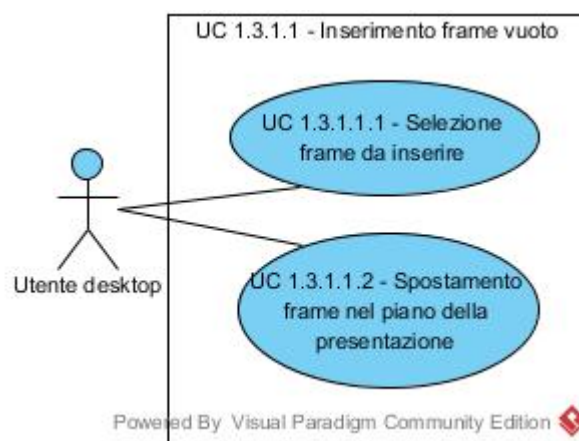 UC 1.3.1.1 - Inserimento frame vuoto
UC 1.3.1.1.1 - Selezione
frame da inserire
Utente desktop
UC 1.3.1.1.2 - Spostamento
frame nel piano della
presentazione
Powered By Visual Paradigm Community Edition